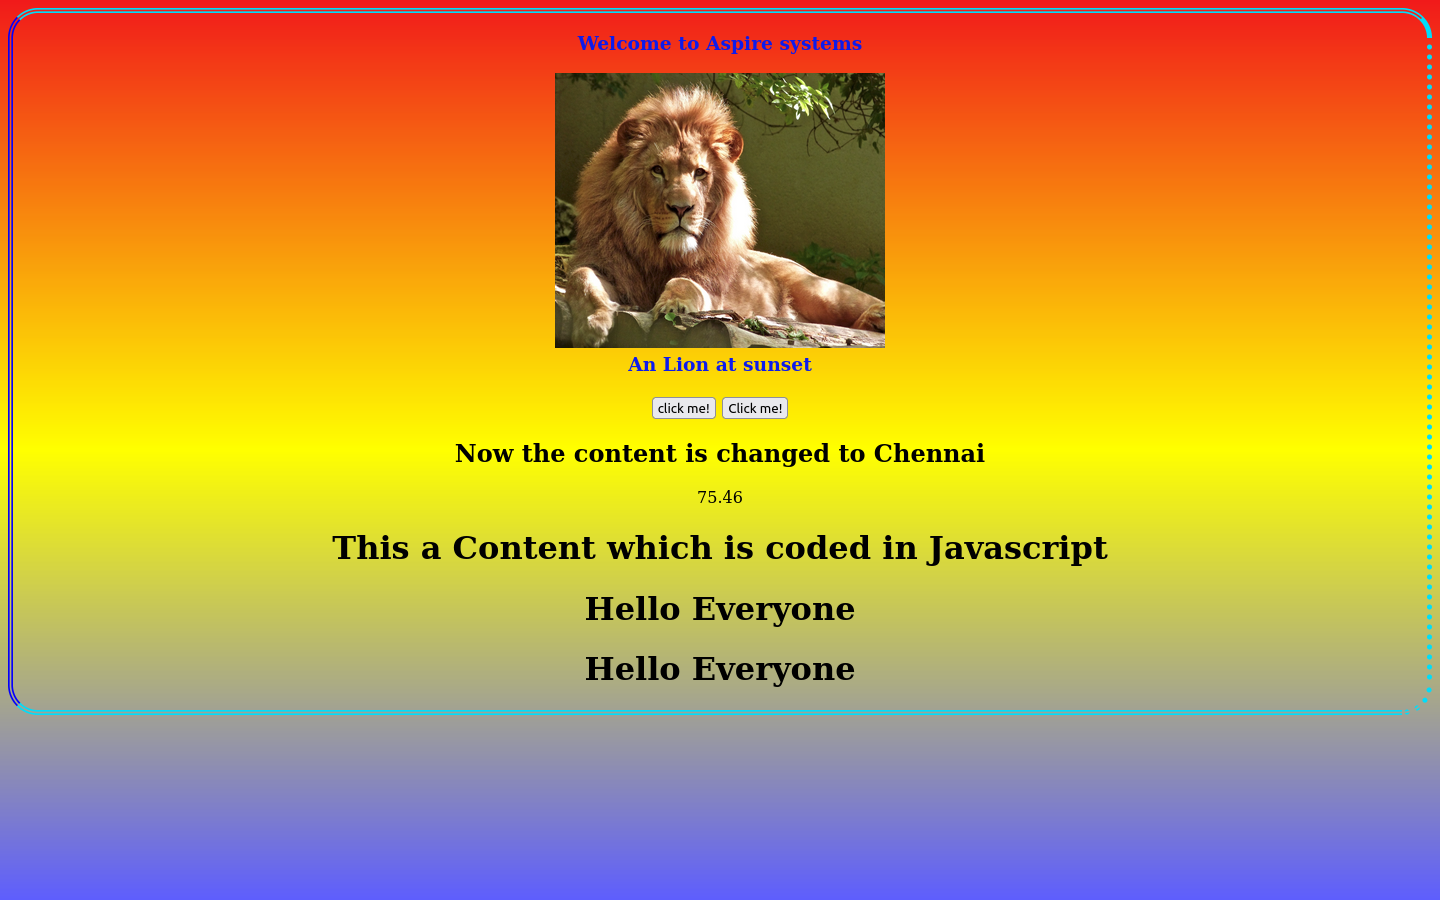 Welcome to Aspire systems
An Lion at sunset
click me! Click me!
Now the content is changed to Chennai
75.46
This a Content which is coded in Javascript
Hello Everyone
Hello Everyone